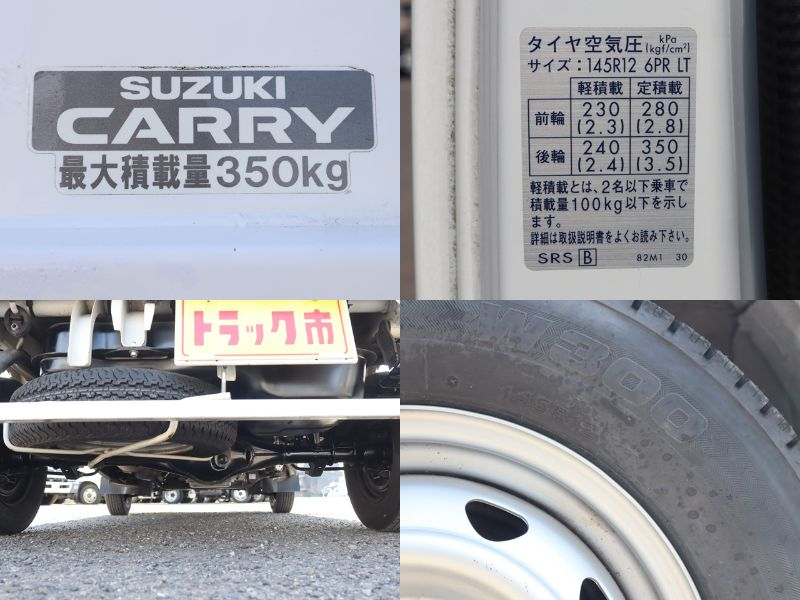 SUZUKI
CARRY
最大積載量350kg
タイヤ空気圧 kPa (kgf/cm²)
サイズ:145R12 6PR LT
軽積載 定積載
前輪 230 (2.3) 280 (2.8)
後輪 240 (2.4) 350 (3.5)
軽積載とは、2名以下乗車で
積載量100kg以下を示し
ます。
詳細は取扱説明書をよくお読み下さい。
SRS B 82M1 30
トラック市
W300
145R12